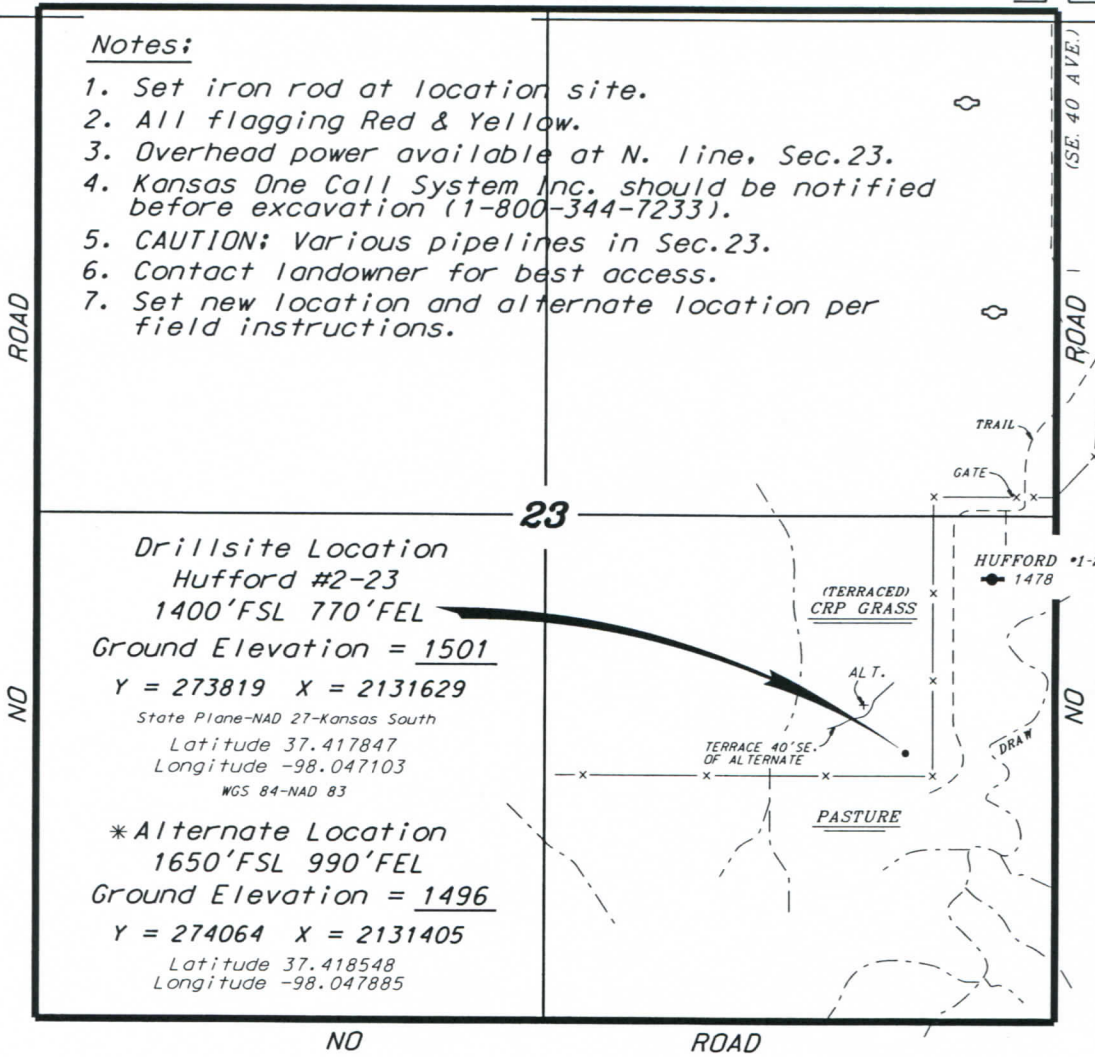 Notes:
1. Set iron rod at location site.
2. All flagging Red & Yellow.
3. Overhead power available at N. line, Sec.23.
4. Kansas One Call System Inc. should be notified
before excavation (1-800-344-7233).
5. CAUTION: Various pipelines in Sec.23.
6. Contact landowner for best access.
7. Set new location and alternate location per
field instructions.
(SE. 40 AVE.)
ROAD
ROAD
TRAIL
GATE
23
Drillsite Location
Hufford #2-23
1400'FSL 770'FEL
Ground Elevation = 1501
Y = 273819 X = 2131629
State Plane-NAD 27-Kansas South
Latitude 37.417847
Longitude -98.047103
WGS 84-NAD 83
*Alternate Location
1650'FSL 990'FEL
Ground Elevation = 1496
Y = 274064 X = 2131405
Latitude 37.418548
Longitude -98.047885
HUFFORD
1478
(TERRACED)
CRP GRASS
ALT.
TERRACE 40'SE.
OF ALTERNATE
DRAW
PASTURE
NO
NO
NO ROAD